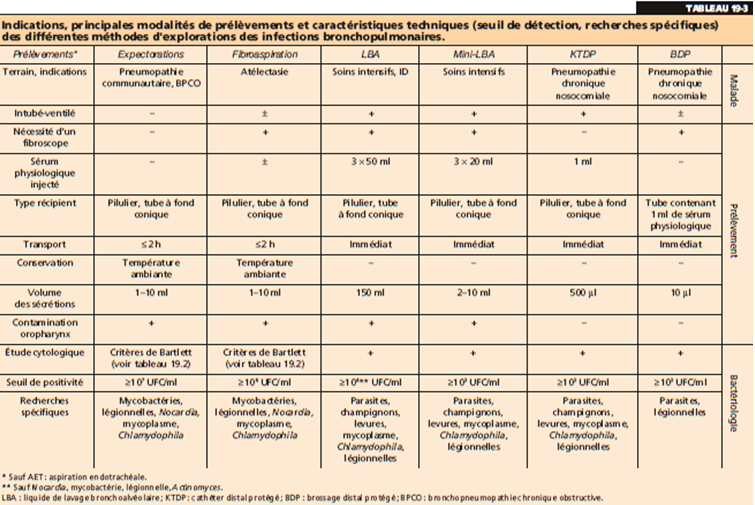 TABLEAU 19-3
Indications, principales modalités de prélèvements et caractéristiques techniques (seuil de détection, recherches spécifiques)
des différentes méthodes d'explorations des infections bronchopulmonaires.
Prélèvements* Expectorations Fibroaspiration LBA Mini-LBA KTDP BDP
Malade
Terrain, indications Pneumopathie Atélectasie Soins intensifs, ID Soins intensifs Pneumopathie Pneumopathie
communautaire, BPCO chronique chronique
nosocomiale nosocomiale
Intubé-ventilé – ± + + + ±
Prélèvement
Nécessité d'un – + + + – +
fibroscope
Sérum – ± 3 × 50 ml 3 × 20 ml 1 ml –
physiologique
injecté
Type récipient Pilulier, tube à fond Pilulier, tube à fond Pilulier, tube Pilulier, tube à fond Pilulier, tube à fond Tube contenant
conique conique à fond conique conique conique 1 ml de sérum
physiologique
Transport ≤2 h ≤2 h Immédiat Immédiat Immédiat Immédiat
Conservation Température Température – – – –
ambiante ambiante
Volume 1–10 ml 1–10 ml 150 ml 2–10 ml 500 µl 10 µl
des sécrétions
Contamination + + + + – –
oropharynx
Bactériologie
Étude cytologique Critères de Bartlett Critères de Bartlett + + + +
(voir tableau 19.2) (voir tableau 19.2)
Seuil de positivité ≥10⁷ UFC/ml UFC/ml UFC/ml ≥10³ UFC/ml ≥10³ UFC/ml ≥10³ UFC/ml
Recherches Mycobactéries, Mycobactéries, Parasites, Parasites, Parasites, Parasites,
spécifiques légionnelles, Nocardia, légionnelles, Nocardia, champignons, champignons, champignons, légionnelles
mycoplasme, mycoplasme, levures, levures, mycoplasme, levures, mycoplasme,
Chlamydophila Chlamydophila mycoplasme, Chlamydophila, Chlamydophila,
Chlamydophila, légionnelles légionnelles
légionnelles
* Sauf AET : aspiration endotrachéale.
** Sauf Nocardia, mycobactérie, légionnelle, Actinomyces.
LBA : liquide de lavage bronchoalvéolaire ; KTDP : cathéter distal protégé ; BDP : brossage distal protégé ; BPCO : bronchopneumopathie chronique obstructive.